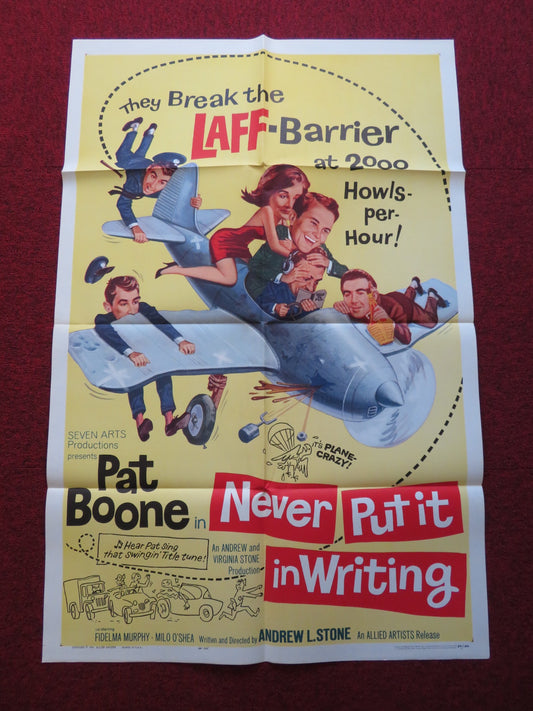 They Break the
LAFF-Barrier
at 2000
Howls-
per-
Hour!
SEVEN ARTS
Productions
presents
IT'S PLANE-
CRAZY!
Pat
Boone in Never Put it
in Writing
Hear Pat Sing
that swingin' Title tune!
An ANDREW and
VIRGINIA STONE
Production
FIDELMA MURPHY · MILO O'SHEA Written and Directed by ANDREW L. STONE An ALLIED ARTISTS Release